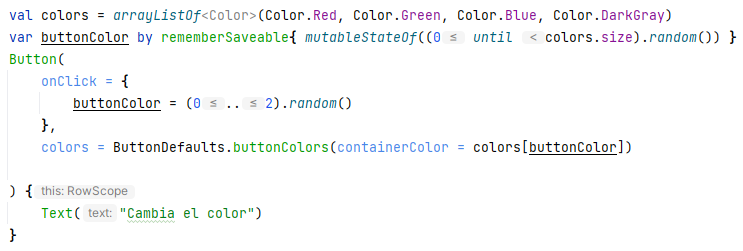 val colors = arrayListOf<Color>(Color.Red, Color.Green, Color.Blue, Color.DarkGray)
var buttonColor by rememberSaveable{ mutableStateOf((0 ≤ until < colors.size).random()) }
Button(
    onClick = {
        buttonColor = (0 ≤ .. ≤ 2).random()
    },
    colors = ButtonDefaults.buttonColors(containerColor = colors[buttonColor])
) { this: RowScope
    Text( text: "Cambia el color")
}